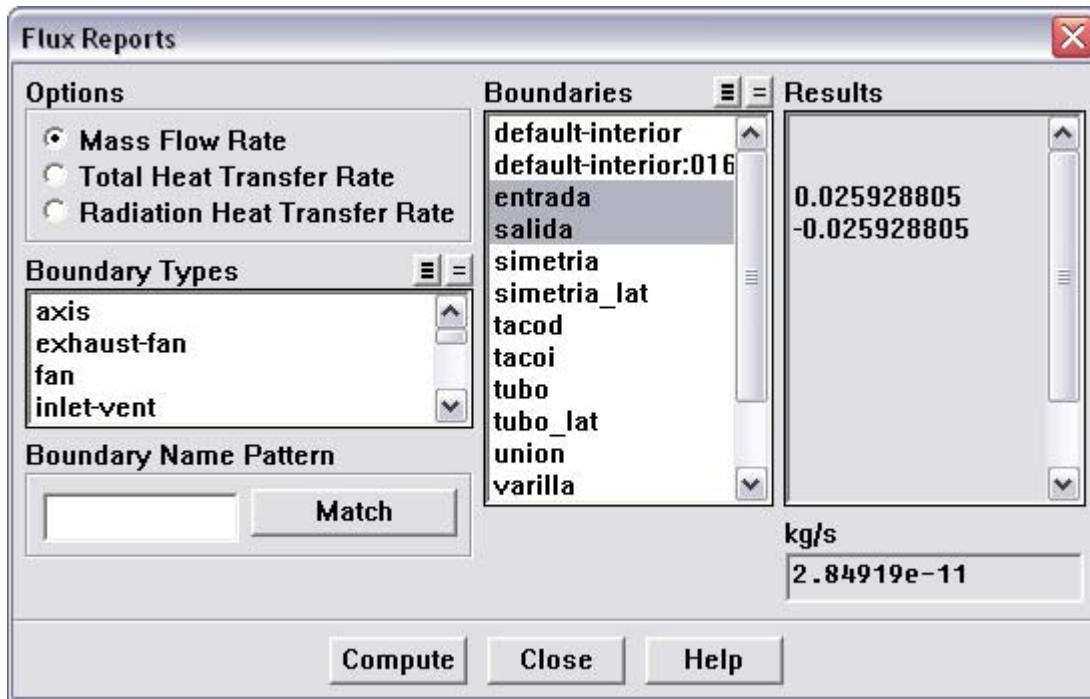 Flux Reports
Options
Mass Flow Rate
Total Heat Transfer Rate
Radiation Heat Transfer Rate
Boundary Types
axis
exhaust-fan
fan
inlet-vent
Boundary Name Pattern
Match
Boundaries
default-interior
default-interior:016
entrada
salida
simetria
simetria_lat
tacod
tacoi
tubo
tubo_lat
union
varilla
Results
0.025928805
-0.025928805
kg/s
2.84919e-11
Compute
Close
Help